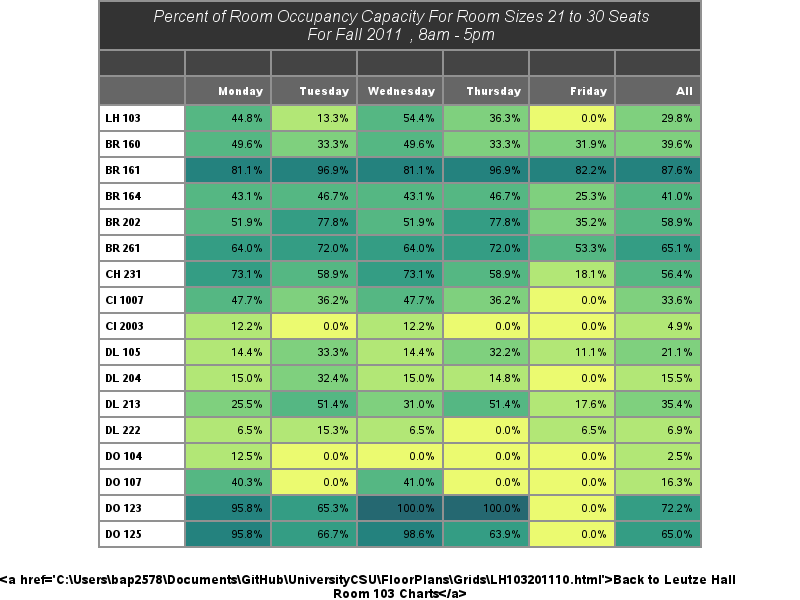 Percent of Room Occupancy Capacity For Room Sizes 21 to 30 Seats
For Fall 2011 , 8am - 5pm
Monday Tuesday Wednesday Thursday Friday All
LH 103 44.8% 13.3% 54.4% 36.3% 0.0% 29.8%
BR 160 49.6% 33.3% 49.6% 33.3% 31.9% 39.6%
BR 161 81.1% 96.9% 81.1% 96.9% 82.2% 87.6%
BR 164 43.1% 46.7% 43.1% 46.7% 25.3% 41.0%
BR 202 51.9% 77.8% 51.9% 77.8% 35.2% 58.9%
BR 261 64.0% 72.0% 64.0% 72.0% 53.3% 65.1%
CH 231 73.1% 58.9% 73.1% 58.9% 18.1% 56.4%
CI 1007 47.7% 36.2% 47.7% 36.2% 0.0% 33.6%
CI 2003 12.2% 0.0% 12.2% 0.0% 0.0% 4.9%
DL 105 14.4% 33.3% 14.4% 32.2% 11.1% 21.1%
DL 204 15.0% 32.4% 15.0% 14.8% 0.0% 15.5%
DL 213 25.5% 51.4% 31.0% 51.4% 17.6% 35.4%
DL 222 6.5% 15.3% 6.5% 0.0% 6.5% 6.9%
DO 104 12.5% 0.0% 0.0% 0.0% 0.0% 2.5%
DO 107 40.3% 0.0% 41.0% 0.0% 0.0% 16.3%
DO 123 95.8% 65.3% 100.0% 100.0% 0.0% 72.2%
DO 125 95.8% 66.7% 98.6% 63.9% 0.0% 65.0%
<a href='C:\Users\bap2578\Documents\GitHub\UniversityCSU\FloorPlans\Grids\LH103201110.html'>Back to Leutze Hall
Room 103 Charts</a>